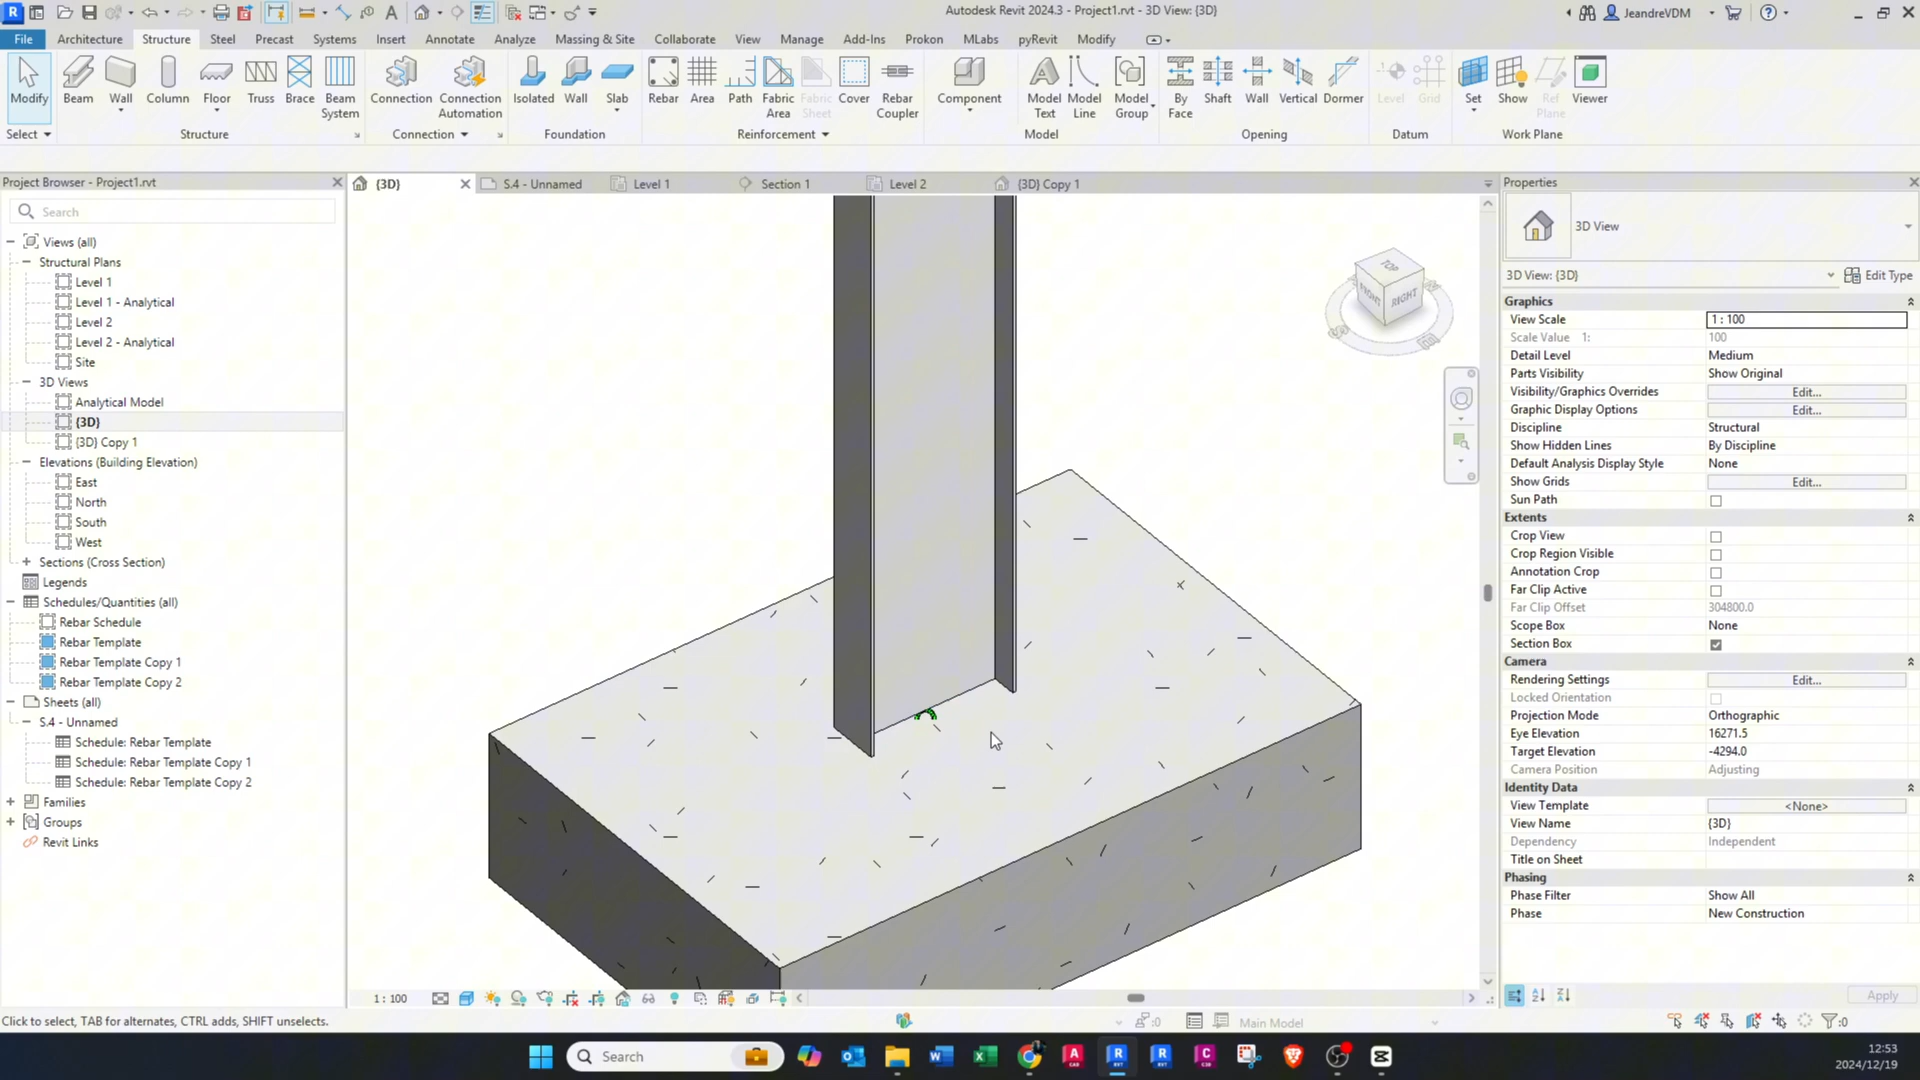 Autodesk Revit 2024.3 - Project1.rvt - 3D View: {3D}
JeandreVDM
File Architecture Structure Steel Precast Systems Insert Annotate Analyze Massing & Site Collaborate View Manage Add-Ins Prokon MLabs pyRevit Modify
Modify Beam Wall Column Floor Truss Brace Beam System Connection Connection Automation Isolated Wall Slab Rebar Area Path Fabric Area Fabric Sheet Cover Rebar Coupler Component Model Text Model Line Model Group By Face Shaft Wall Vertical Dormer Level Grid Set Show Ref Plane Viewer
Select Structure Connection Foundation Reinforcement Model Opening Datum Work Plane
Project Browser - Project1.rvt
{3D} S.4 - Unnamed Level 1 Section 1 Level 2 {3D} Copy 1
Search
Views (all)
Structural Plans
Level 1
Level 1 - Analytical
Level 2
Level 2 - Analytical
Site
3D Views
Analytical Model
{3D}
{3D} Copy 1
Elevations (Building Elevation)
East
North
South
West
Sections (Cross Section)
Legends
Schedules/Quantities (all)
Rebar Schedule
Rebar Template
Rebar Template Copy 1
Rebar Template Copy 2
Sheets (all)
S.4 - Unnamed
Schedule: Rebar Template
Schedule: Rebar Template Copy 1
Schedule: Rebar Template Copy 2
Families
Groups
Revit Links
TOP
FRONT RIGHT
Properties
3D View
3D View: {3D} Edit Type
Graphics
View Scale 1 : 100
Scale Value 1: 100
Detail Level Medium
Parts Visibility Show Original
Visibility/Graphics Overrides Edit...
Graphic Display Options Edit...
Discipline Structural
Show Hidden Lines By Discipline
Default Analysis Display Style None
Show Grids Edit...
Sun Path
Extents
Crop View
Crop Region Visible
Annotation Crop
Far Clip Active
Far Clip Offset 304800.0
Scope Box None
Section Box
Camera
Rendering Settings Edit...
Locked Orientation
Projection Mode Orthographic
Eye Elevation 16271.5
Target Elevation -4294.0
Camera Position Adjusting
Identity Data
View Template <None>
View Name {3D}
Dependency Independent
Title on Sheet
Phasing
Phase Filter Show All
Phase New Construction
Apply
1 : 100
Click to select, TAB for alternates, CTRL adds, SHIFT unselects.
:0 Main Model :0
Search
12:53
2024/12/19